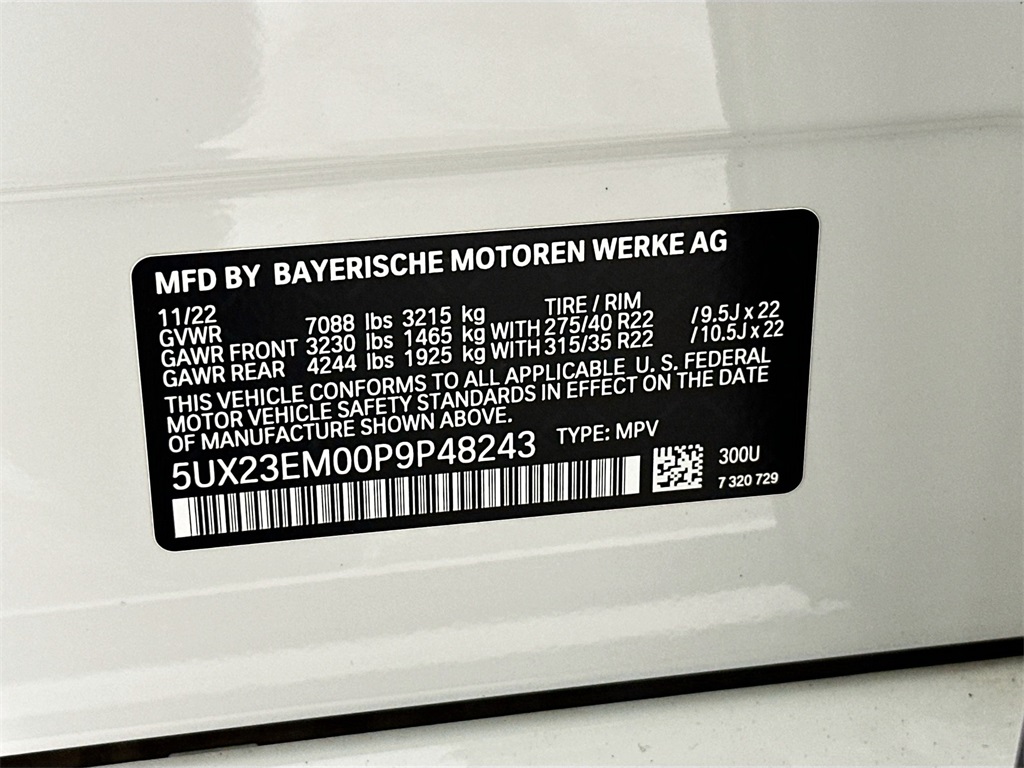 MFD BY BAYERISCHE MOTOREN WERKE AG
11/22 TIRE / RIM
GVWR 7088 lbs 3215 kg
GAWR FRONT 3230 lbs 1465 kg WITH 275/40 R22 /9.5J x 22
GAWR REAR 4244 lbs 1925 kg WITH 315/35 R22 /10.5J x 22
THIS VEHICLE CONFORMS TO ALL APPLICABLE U. S. FEDERAL
MOTOR VEHICLE SAFETY STANDARDS IN EFFECT ON THE DATE
OF MANUFACTURE SHOWN ABOVE.
5UX23EM00P9P48243 TYPE: MPV
300U
7 320 729